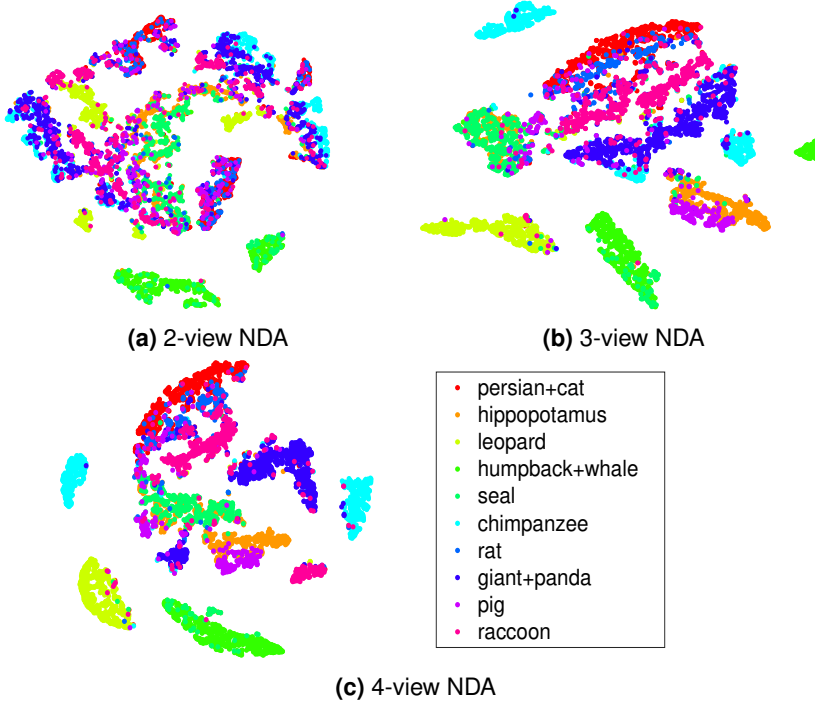 (a) 2-view NDA
(b) 3-view NDA
persian+cat
hippopotamus
leopard
humpback+whale
seal
chimpanzee
rat
giant+panda
pig
raccoon
(c) 4-view NDA